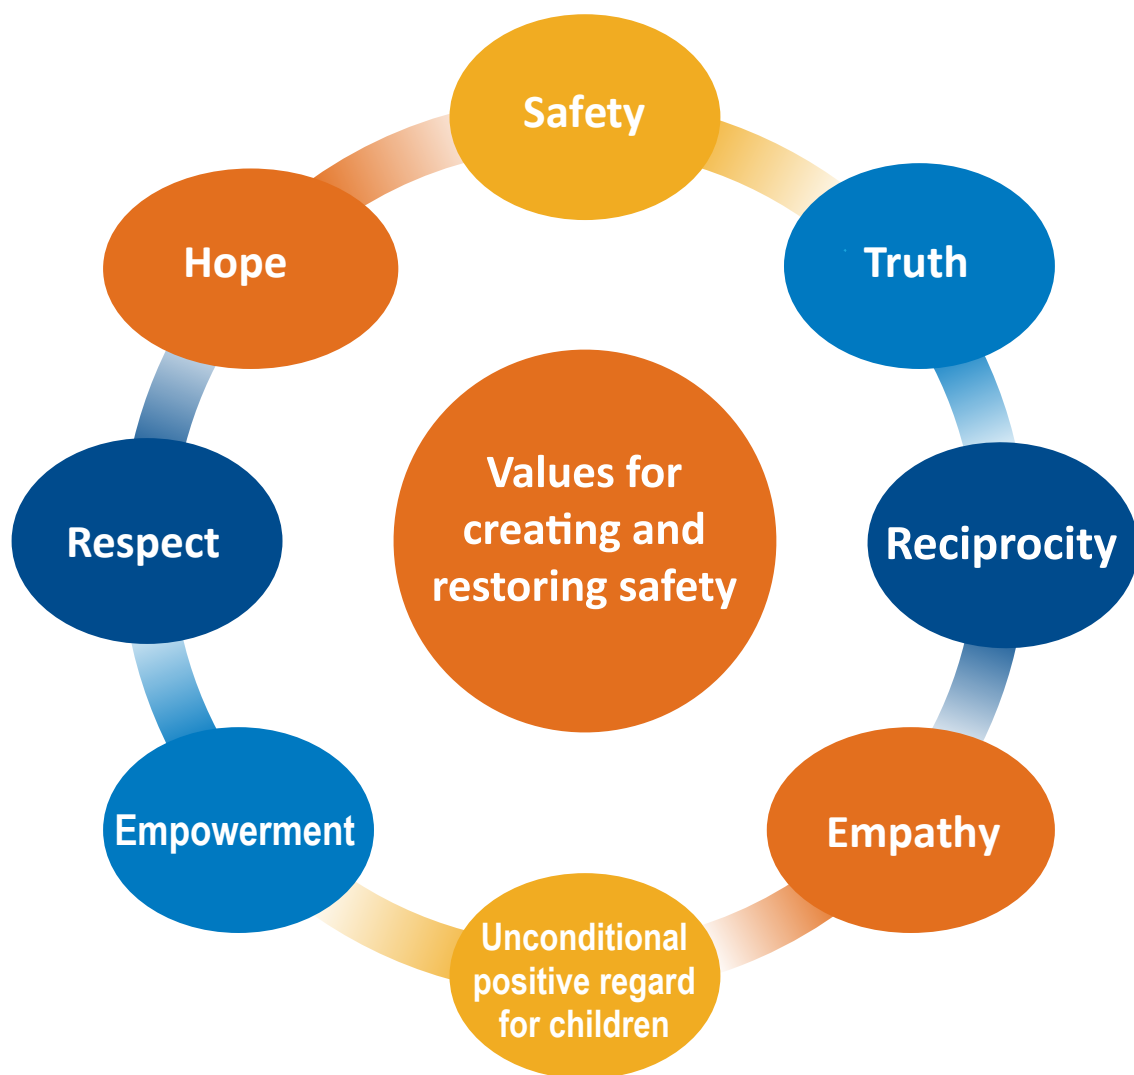 Safety
Truth
Reciprocity
Empathy
Unconditional
positive regard
for children
Empowerment
Respect
Hope
Values for
creating and
restoring safety